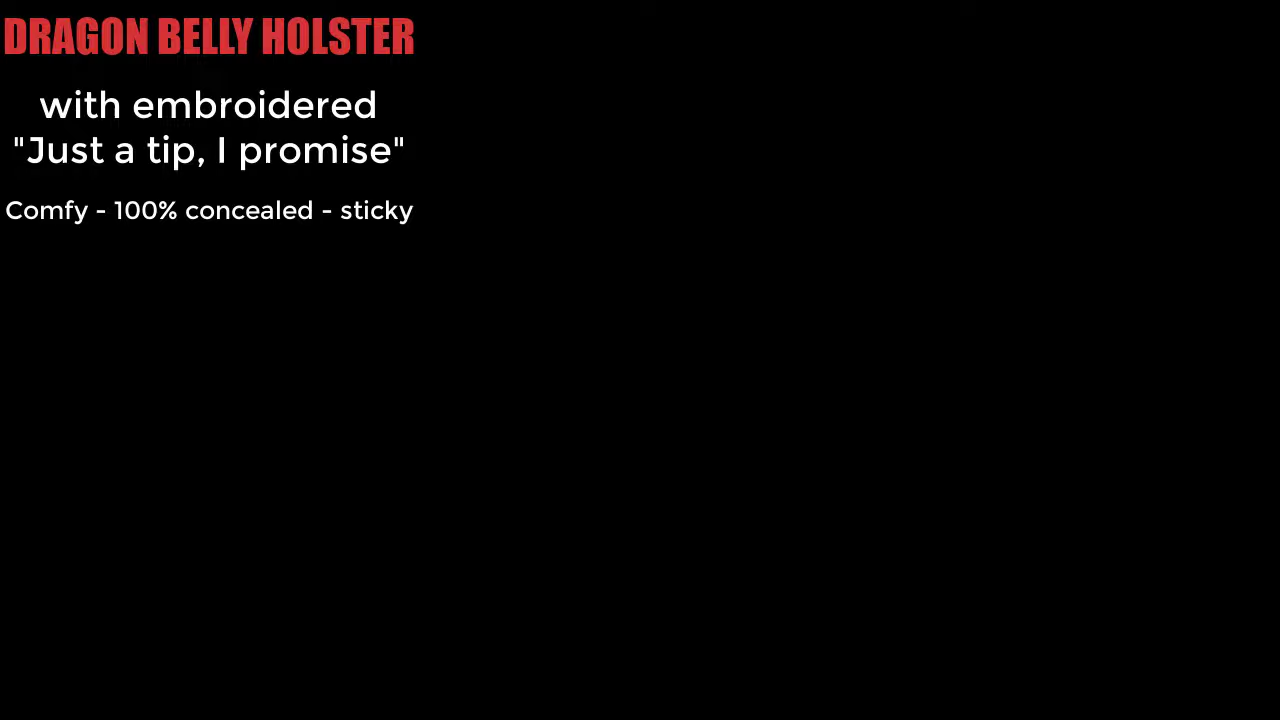 DRAGON BELLY HOLSTER
with embroidered
"Just a tip, I promise"
Comfy - 100% concealed - sticky